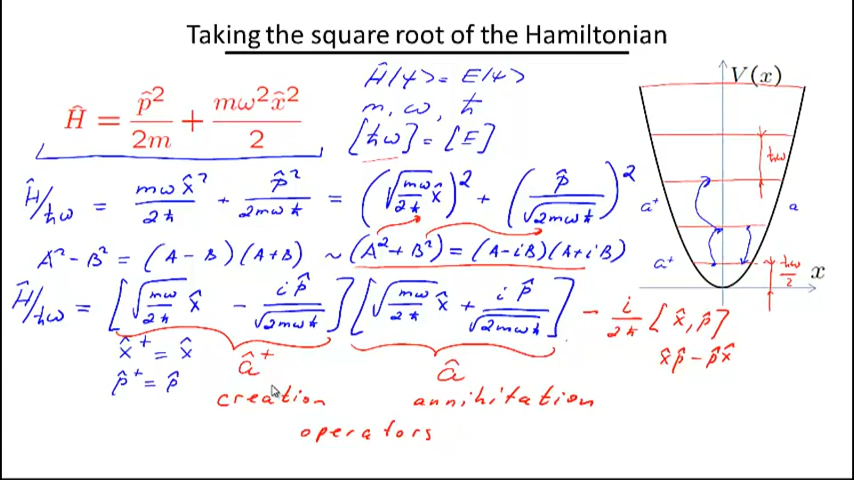 Taking the square root of the Hamiltonian
Ĥ = p̂²/2m + mω²x̂²/2
Ĥ|ψ> = E|ψ>
m, ω, ħ
[ħω] = [E]
Ĥ/ħω = mωx̂²/2ħ + p̂²/2mωħ = (√(mω/2ħ) x̂)² + (p̂/√(2mωħ))²
A² - B² = (A - B)(A + B) ~ (A² + B²) = (A - iB)(A + iB)
Ĥ/ħω = [√(mω/2ħ) x̂ - ip̂/√(2mωħ)][√(mω/2ħ) x̂ + ip̂/√(2mωħ)] - i/2ħ [x̂, p̂]
x̂⁺ = x̂
p̂⁺ = p̂
â⁺
â
x̂p̂ - p̂x̂
creation
annihitation
operators
V(x)
ħω
a⁺
a
a⁺
ħω/2
x